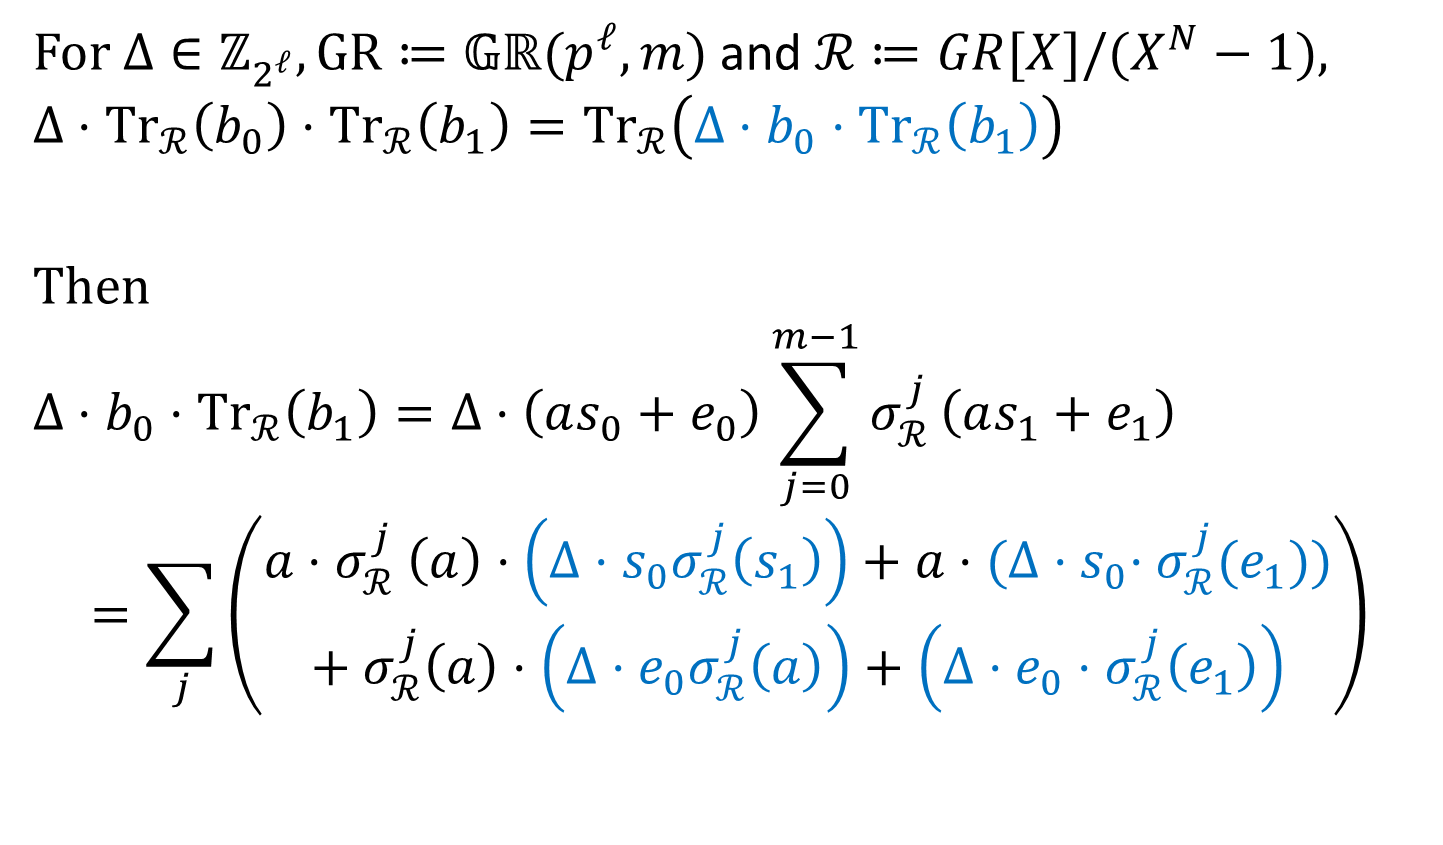 For Δ ∈ ℤ_{2^ℓ}, GR ≔ 𝔾ℝ(p^ℓ, m) and ℛ ≔ GR[X]/(X^N − 1),
Δ · Tr_ℛ(b_0) · Tr_ℛ(b_1) = Tr_ℛ(Δ · b_0 · Tr_ℛ(b_1))
Then
Δ · b_0 · Tr_ℛ(b_1) = Δ · (as_0 + e_0) ∑_{j=0}^{m−1} σ_ℛ^j (as_1 + e_1)
= ∑_j ( a · σ_ℛ^j (a) · (Δ · s_0σ_ℛ^j(s_1)) + a · (Δ · s_0· σ_ℛ^j(e_1))
+ σ_ℛ^j(a) · (Δ · e_0σ_ℛ^j(a)) + (Δ · e_0 · σ_ℛ^j(e_1)) )